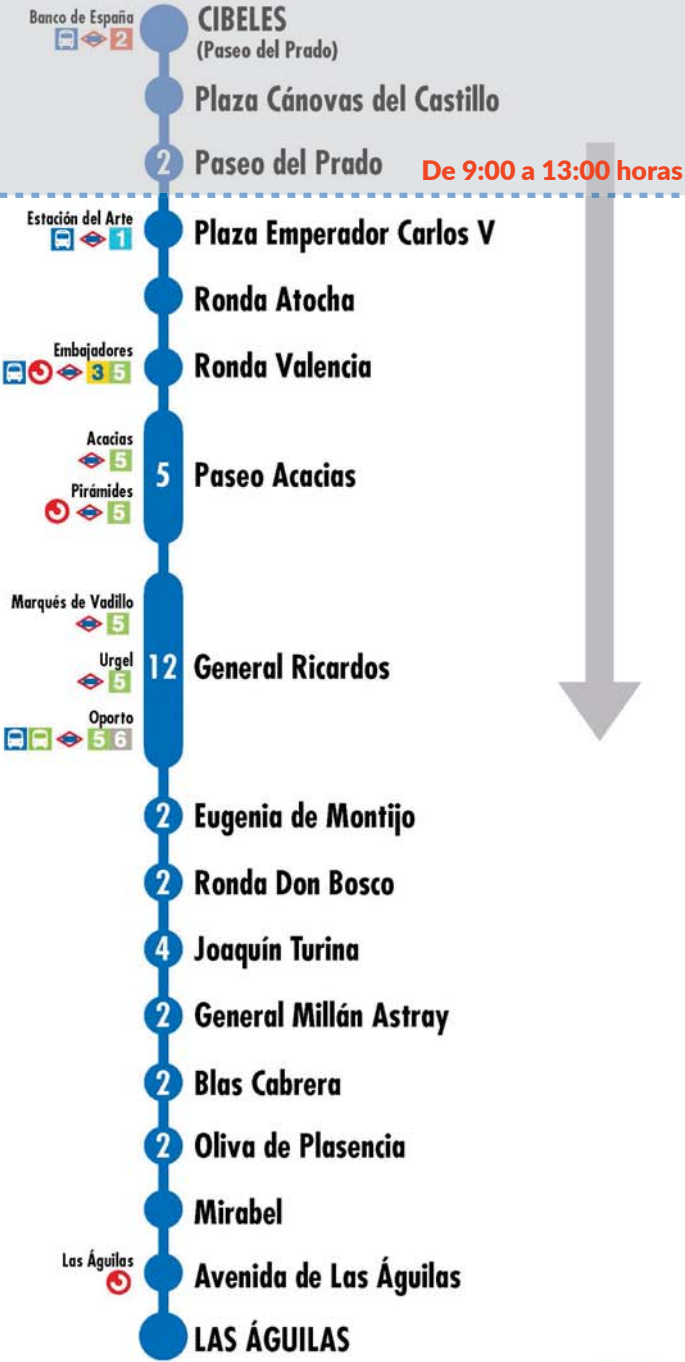 Banco de España
2
CIBELES
(Paseo del Prado)
Plaza Cánovas del Castillo
2 Paseo del Prado
De 9:00 a 13:00 horas
Estación del Arte
1
Plaza Emperador Carlos V
Ronda Atocha
Embajadores
3 5
Ronda Valencia
Acacias
5
Pirámides
5
5 Paseo Acacias
Marqués de Vadillo
5
Urgel
5
Oporto
5 6
12 General Ricardos
2 Eugenia de Montijo
2 Ronda Don Bosco
4 Joaquín Turina
2 General Millán Astray
2 Blas Cabrera
2 Oliva de Plasencia
Mirabel
Las Águilas
Avenida de Las Águilas
LAS ÁGUILAS